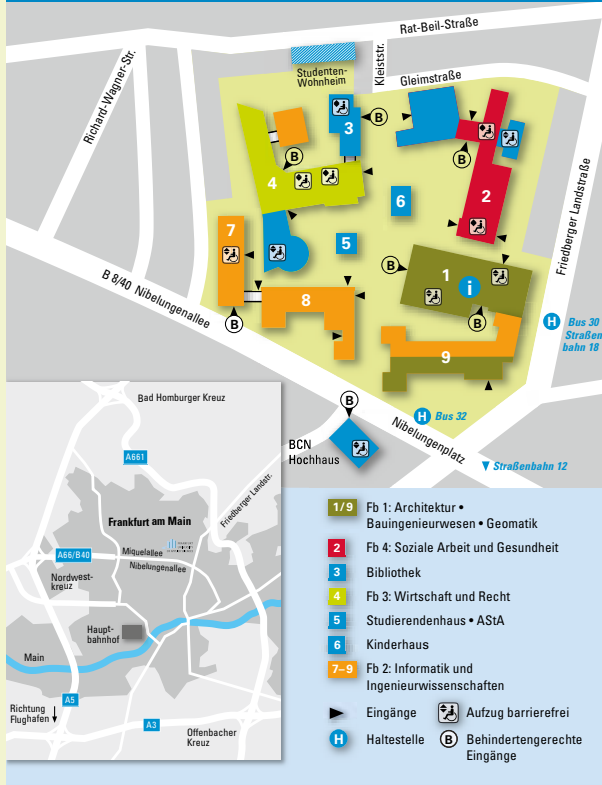 Rat-Beil-Straße
Richard-Wagner-Str.
Studenten-
Wohnheim
Kleiststr.
Gleimstraße
3
B
B
B
4
2
6
7
5
Friedberger Landstraße
B 8/40 Nibelungenallee
B
1
i
8
B
B
H Bus 30
Straßen
bahn 18
9
B
H Bus 32
Nibelungenplatz
BCN
Hochhaus
Straßenbahn 12
Bad Homburger Kreuz
A661
Friedberger Landstr.
Frankfurt am Main
A66/B40
Miquelallee
Nibelungenallee
Nordwest-
kreuz
Haupt-
bahnhof
Main
A5
Richtung
Flughafen
A3
Offenbacher
Kreuz
1/9 Fb 1: Architektur •
Bauingenieurwesen • Geomatik
2 Fb 4: Soziale Arbeit und Gesundheit
3 Bibliothek
4 Fb 3: Wirtschaft und Recht
5 Studierendenhaus • AStA
6 Kinderhaus
7–9 Fb 2: Informatik und
Ingenieurwissenschaften
Eingänge
Aufzug barrierefrei
H Haltestelle
B Behindertengerechte
Eingänge